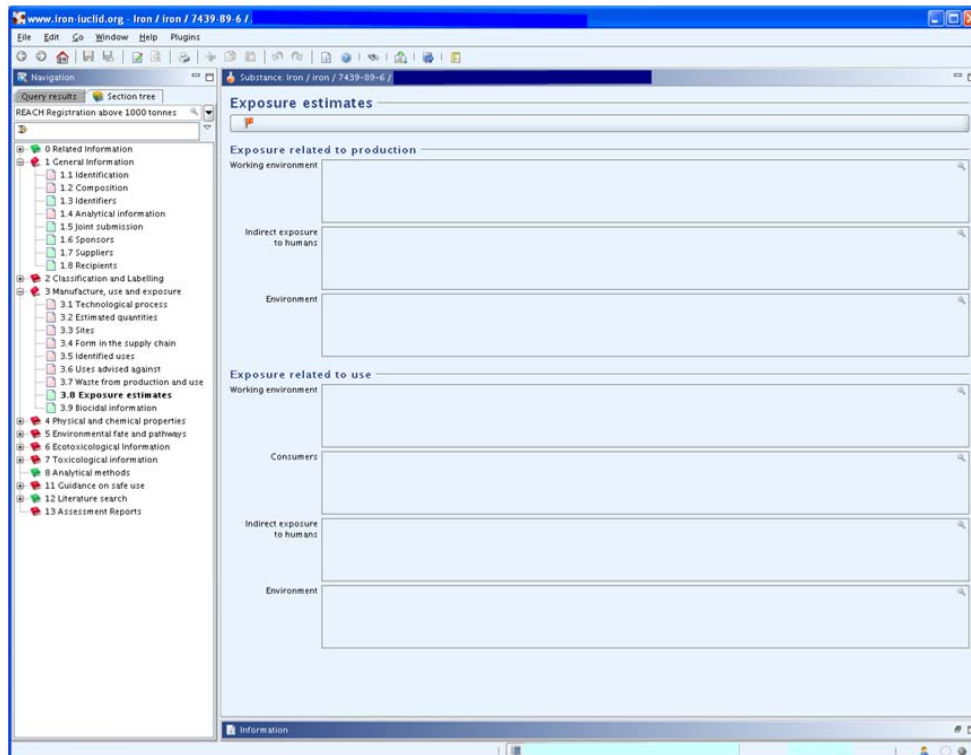 www.iron-iuclid.org - Iron / iron / 7439-89-6 /
File Edit Go Window Help Plugins
Navigation
Query results Section tree
REACH Registration above 1000 tonnes
0 Related Information
1 General Information
1.1 Identification
1.2 Composition
1.3 Identifiers
1.4 Analytical information
1.5 Joint submission
1.6 Sponsors
1.7 Suppliers
1.8 Recipients
2 Classification and Labelling
3 Manufacture, use and exposure
3.1 Technological process
3.2 Estimated quantities
3.3 Sites
3.4 Form in the supply chain
3.5 Identified uses
3.6 Uses advised against
3.7 Waste from production and use
3.8 Exposure estimates
3.9 Biocidal information
4 Physical and chemical properties
5 Environmental fate and pathways
6 Ecotoxicological Information
7 Toxicological information
8 Analytical methods
11 Guidance on safe use
12 Literature search
13 Assessment Reports
Substance: Iron / iron / 7439-89-6 /
Exposure estimates
Exposure related to production
Working environment
Indirect exposure
to humans
Environment
Exposure related to use
Working environment
Consumers
Indirect exposure
to humans
Environment
Information